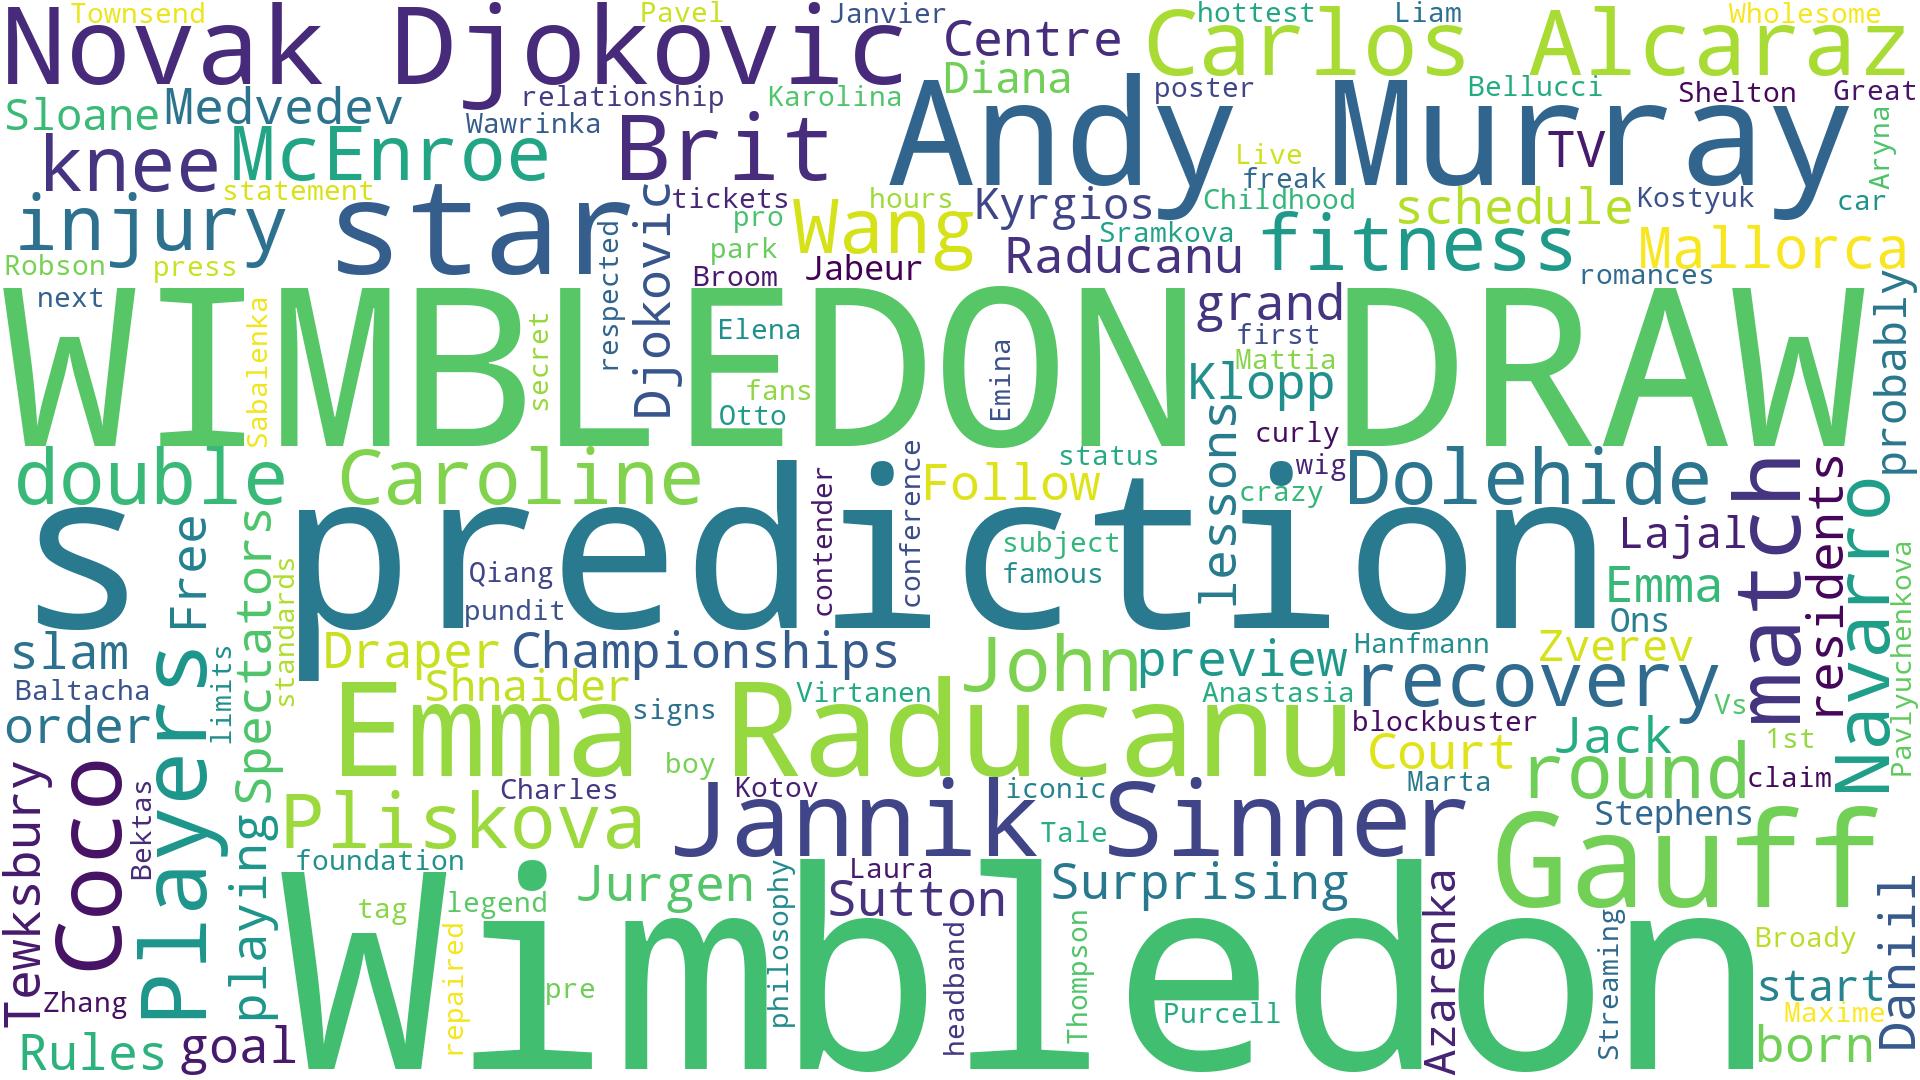 Townsend
Pavel
Janvier
hottest
Liam
Wholesome
Novak Djokovic
Centre
Carlos Alcaraz
Diana
Sloane
Medvedev
relationship
Karolina
Andy Murray
poster
Bellucci
Shelton
Great
Wawrinka
knee
McEnroe
Brit
TV
Aryna
Live
freak
statement
tickets
hours
Kyrgios
Childhood
schedule
Kostyuk
car
injury
star
Djokovic
pro
Wang
Sramkova
fitness
Mallorca
park
Raducanu
Robson
press
respected
Broom
Jabeur
romances
next
WIMBLEDON DRAW
grand
probably
Sabalenka
secret
Elena
Emina
first
Mattia
fans
Klopp
Otto
curly
double
Caroline
status
Follow
lessons
wig
crazy
Dolehide
match
residents
s prediction
contender
conference
Spectators
Free
Navarro
Lajal
subject
famous
Qiang
pundit
standards
Emma
Pavlyuchenkova
Ons
slam
limits
Draper
Championships
John
preview
Hanfmann
Zverev
recovery
Baltacha
Shnaider
Virtanen
Anastasia
Vs
order
Players
Emma Raducanu
signs
blockbuster
Court
Jack
1st
boy
round
claim
Tewksbury
Coco
Bektas
playing
Charles
Kotov
iconic
Marta
Pliskova
Jannik Sinner
Tale
Stephens
Gauff
foundation
Laura
Jurgen
philosophy
Sutton
Surprising
Azarenka
tag
legend
Wimbledon
Daniil
repaired
headband
Thompson
Streaming
Broady
Zhang
pre
Purcell
start
Maxime
Rules
goal
born